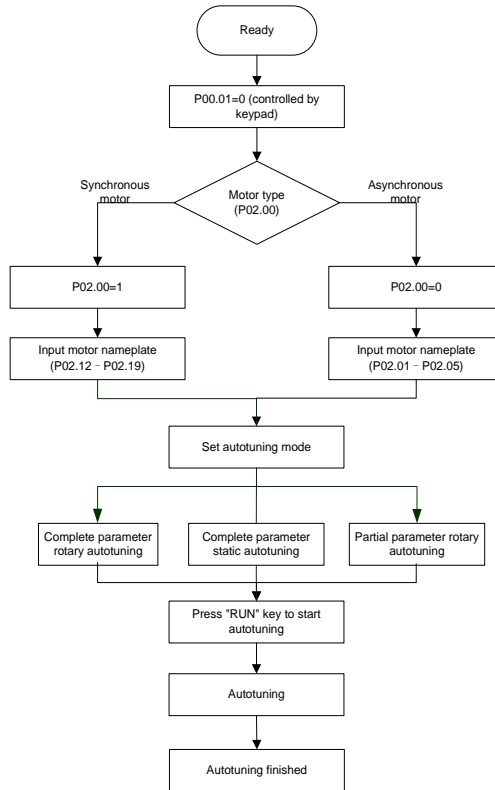 Ready
P00.01=0 (controlled by
keypad)
Synchronous
motor
Motor type
(P02.00)
Asynchronous
motor
P02.00=1
P02.00=0
Input motor nameplate
(P02.12–P02.19)
Input motor nameplate
(P02.01–P02.05)
Set autotuning mode
Complete parameter
rotary autotuning
Complete parameter
static autotuning
Partial parameter rotary
autotuning
Press "RUN" key to start
autotuning
Autotuning
Autotuning finished